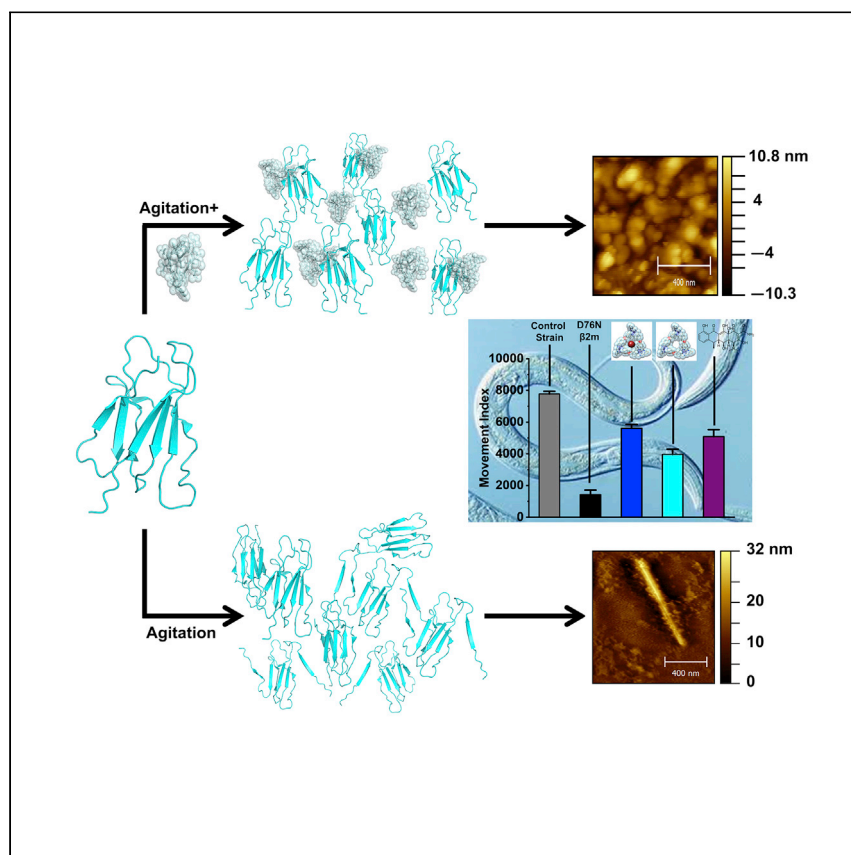 Agitation+
10.8 nm
4
−4
−10.3
400 nm
Control
Strain
D76N
β2m
Movement Index
10000
8000
6000
4000
2000
0
Agitation
32 nm
20
10
0
400 nm